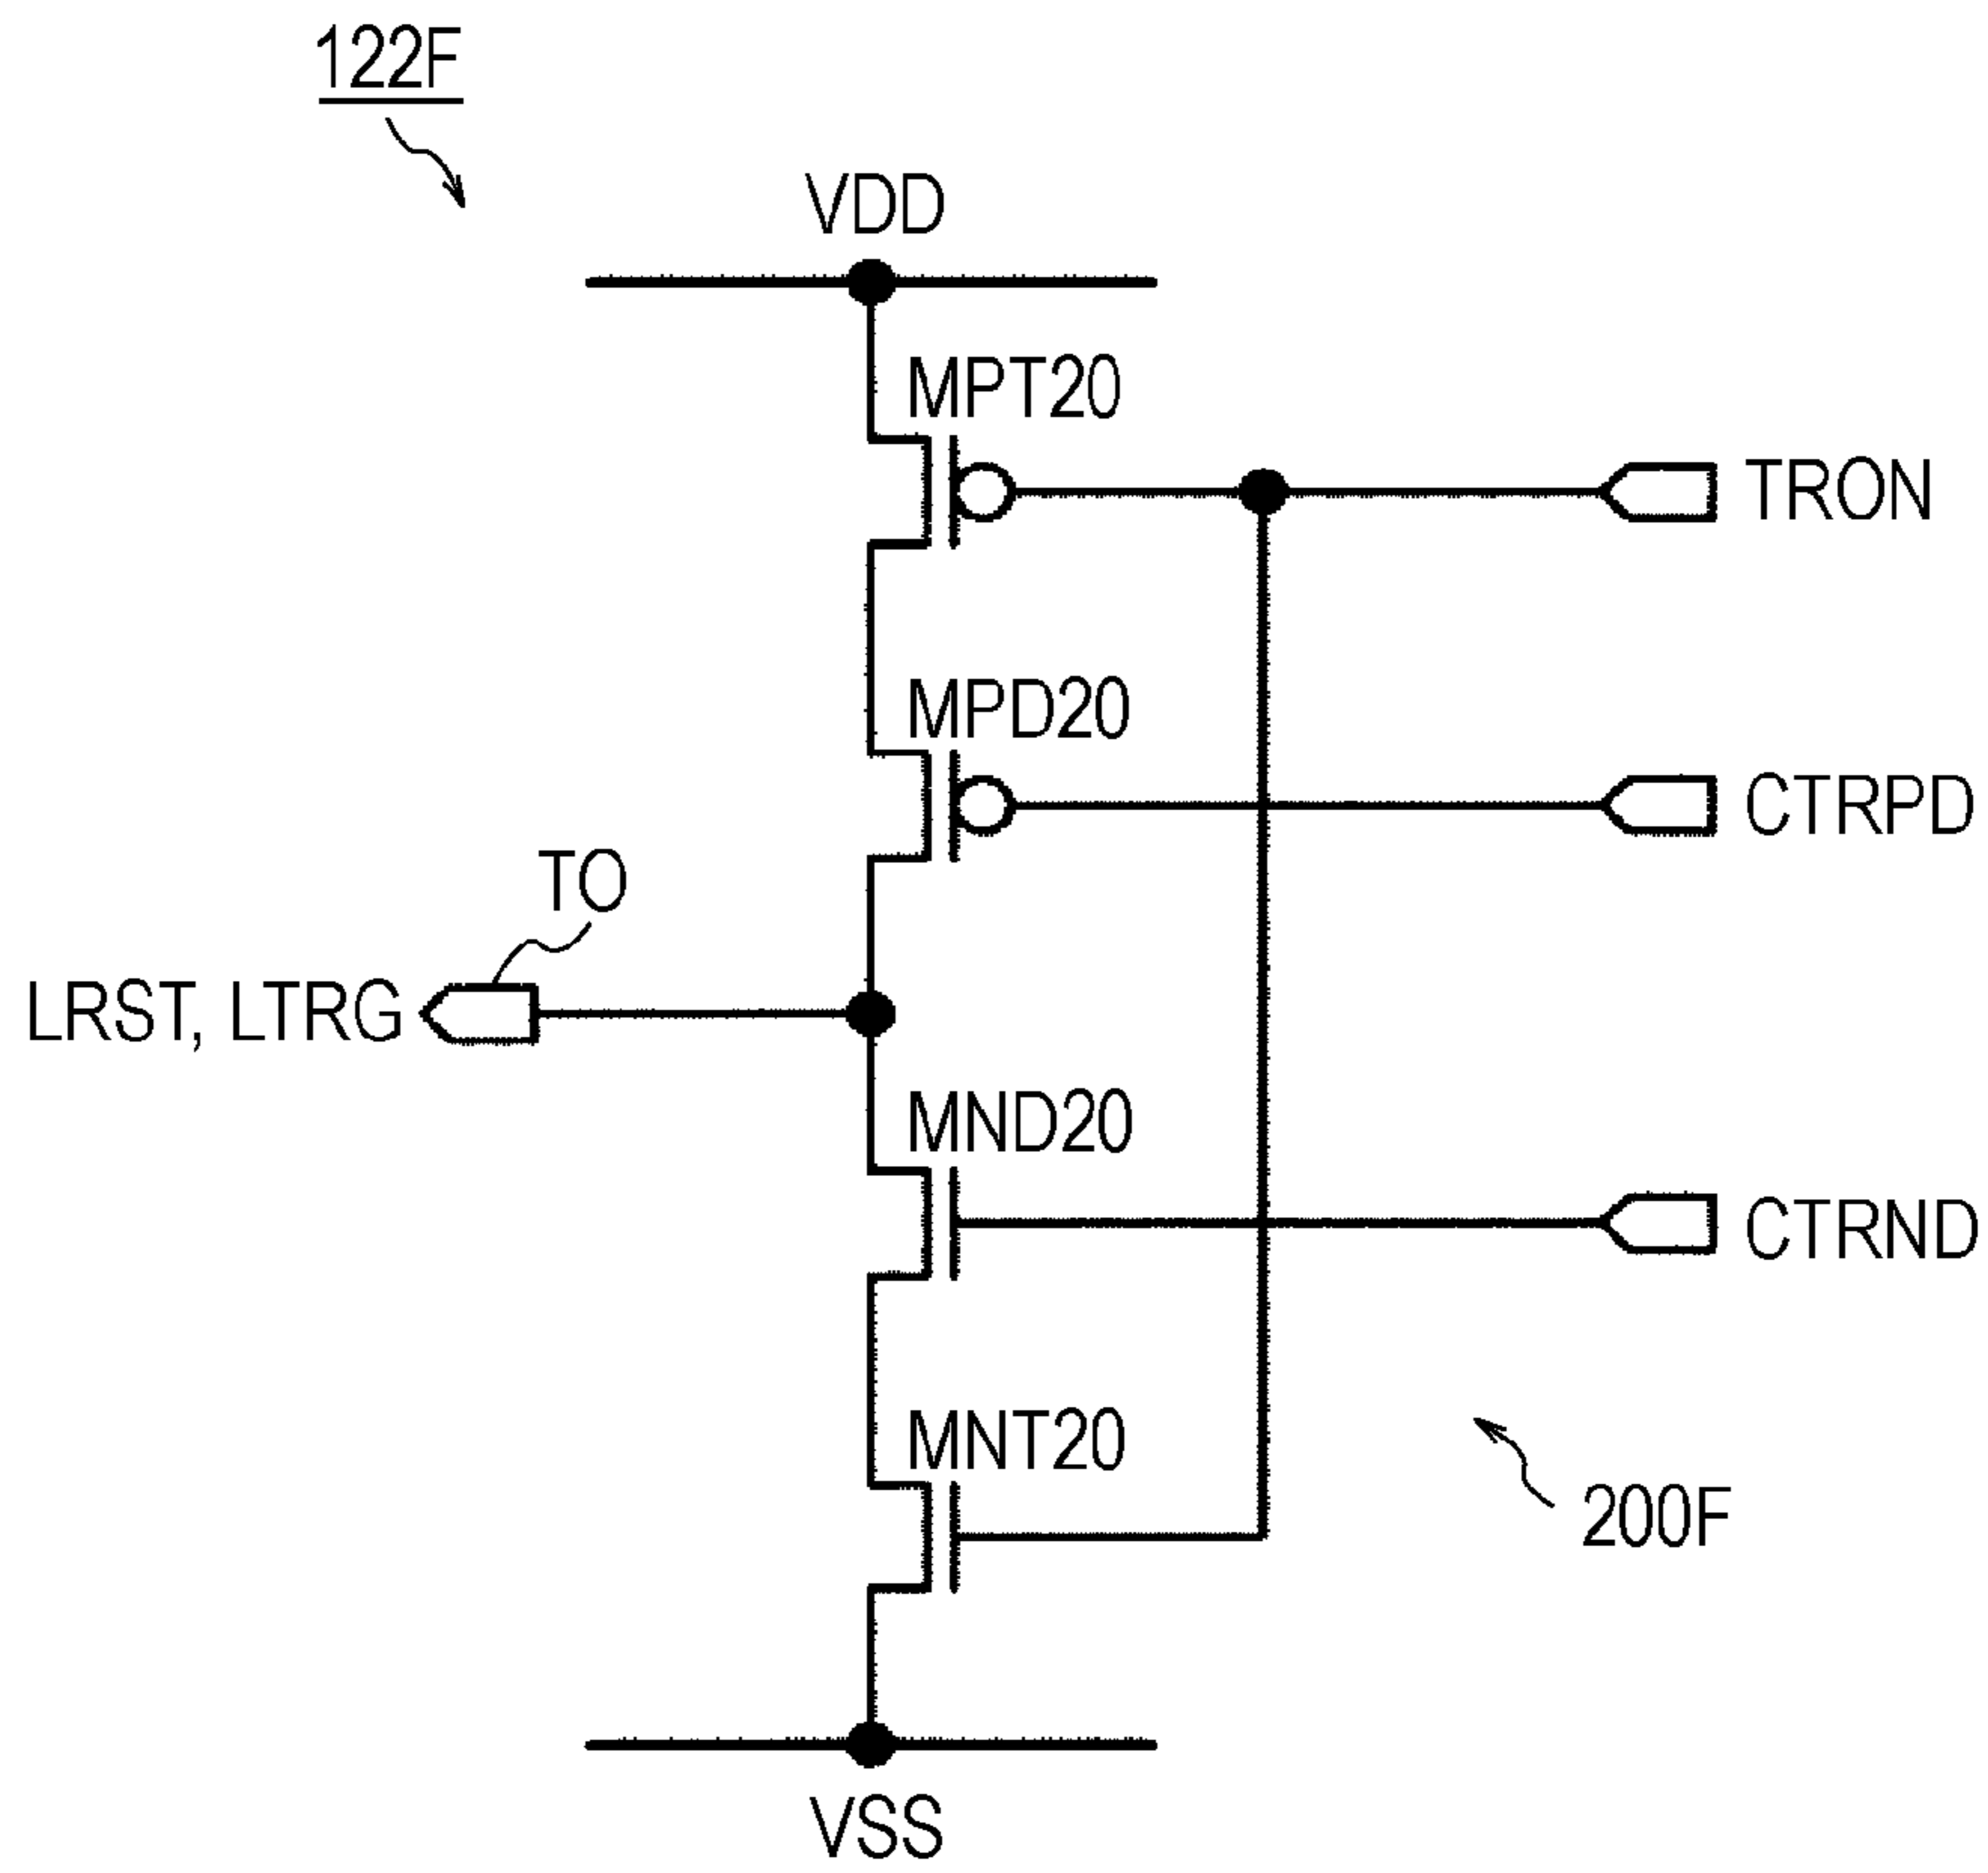 122F
VDD
MPT20
TRON
MPD20
CTRPD
TO
LRST, LTRG
MND20
CTRND
MNT20
200F
VSS